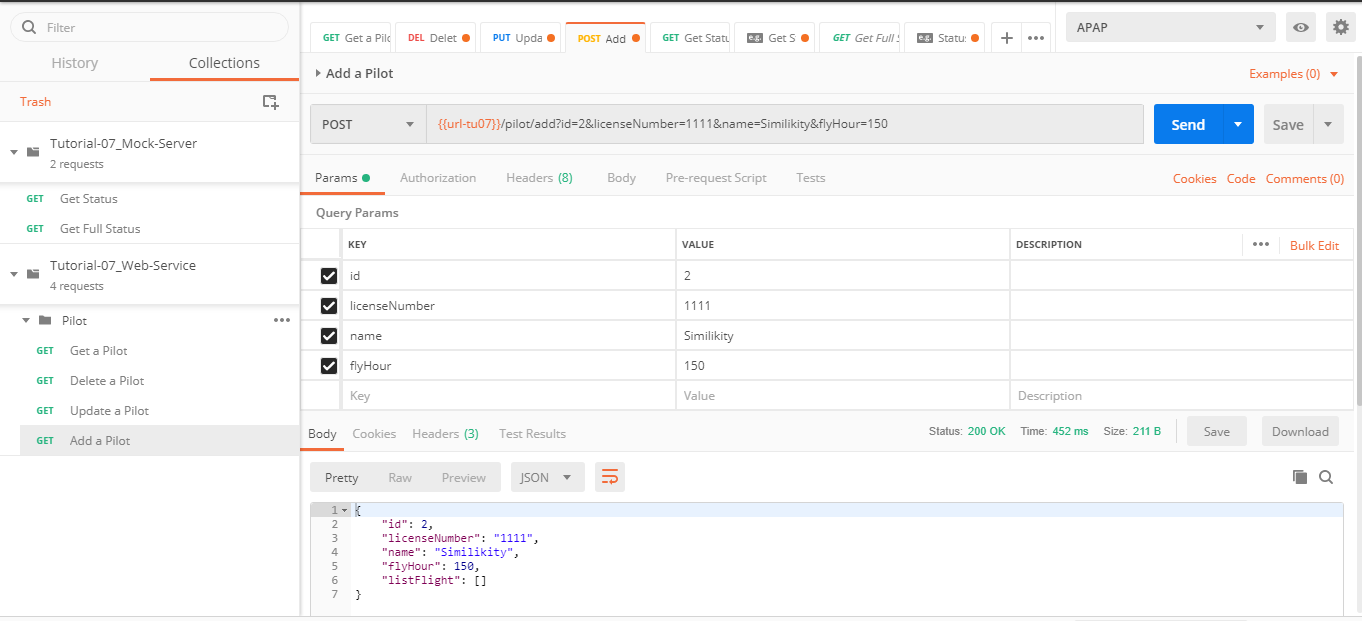 Filter
History Collections
Trash
Tutorial-07_Mock-Server
2 requests
GET Get Status
GET Get Full Status
Tutorial-07_Web-Service
4 requests
Pilot
GET Get a Pilot
GET Delete a Pilot
GET Update a Pilot
GET Add a Pilot
GET Get a Pilo DEL Delet PUT Upda POST Add GET Get Statu e.g. Get S GET Get Full S e.g. Status
APAP
Add a Pilot
Examples (0)
POST {{url-tu07}}/pilot/add?id=2&licenseNumber=1111&name=Similikity&flyHour=150 Send Save
Params Authorization Headers (8) Body Pre-request Script Tests Cookies Code Comments (0)
Query Params
KEY VALUE DESCRIPTION Bulk Edit
id 2
licenseNumber 1111
name Similikity
flyHour 150
Key Value Description
Body Cookies Headers (3) Test Results Status: 200 OK Time: 452 ms Size: 211 B Save Download
Pretty Raw Preview JSON
1 {
2 "id": 2,
3 "licenseNumber": "1111",
4 "name": "Similikity",
5 "flyHour": 150,
6 "listFlight": []
7 }